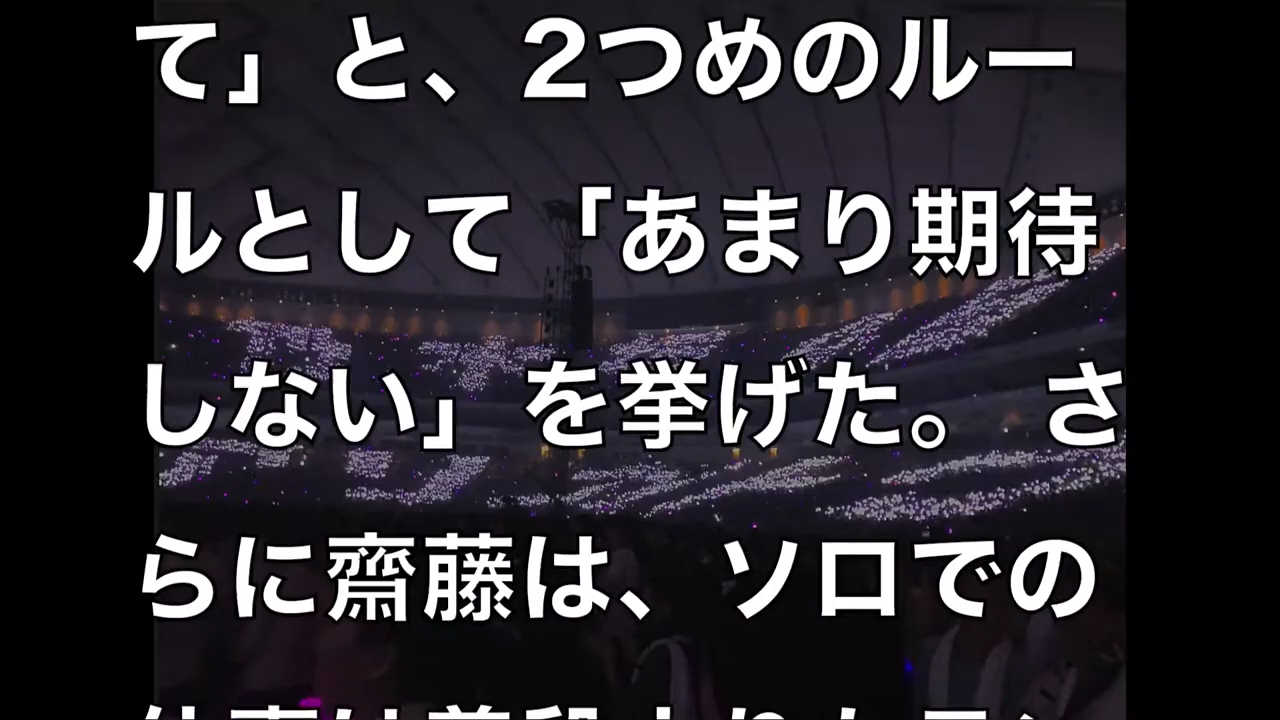 て」と、2つめのルー
ルとして「あまり期待
しない」を挙げた。 さ
らに齋藤は、ソロでの